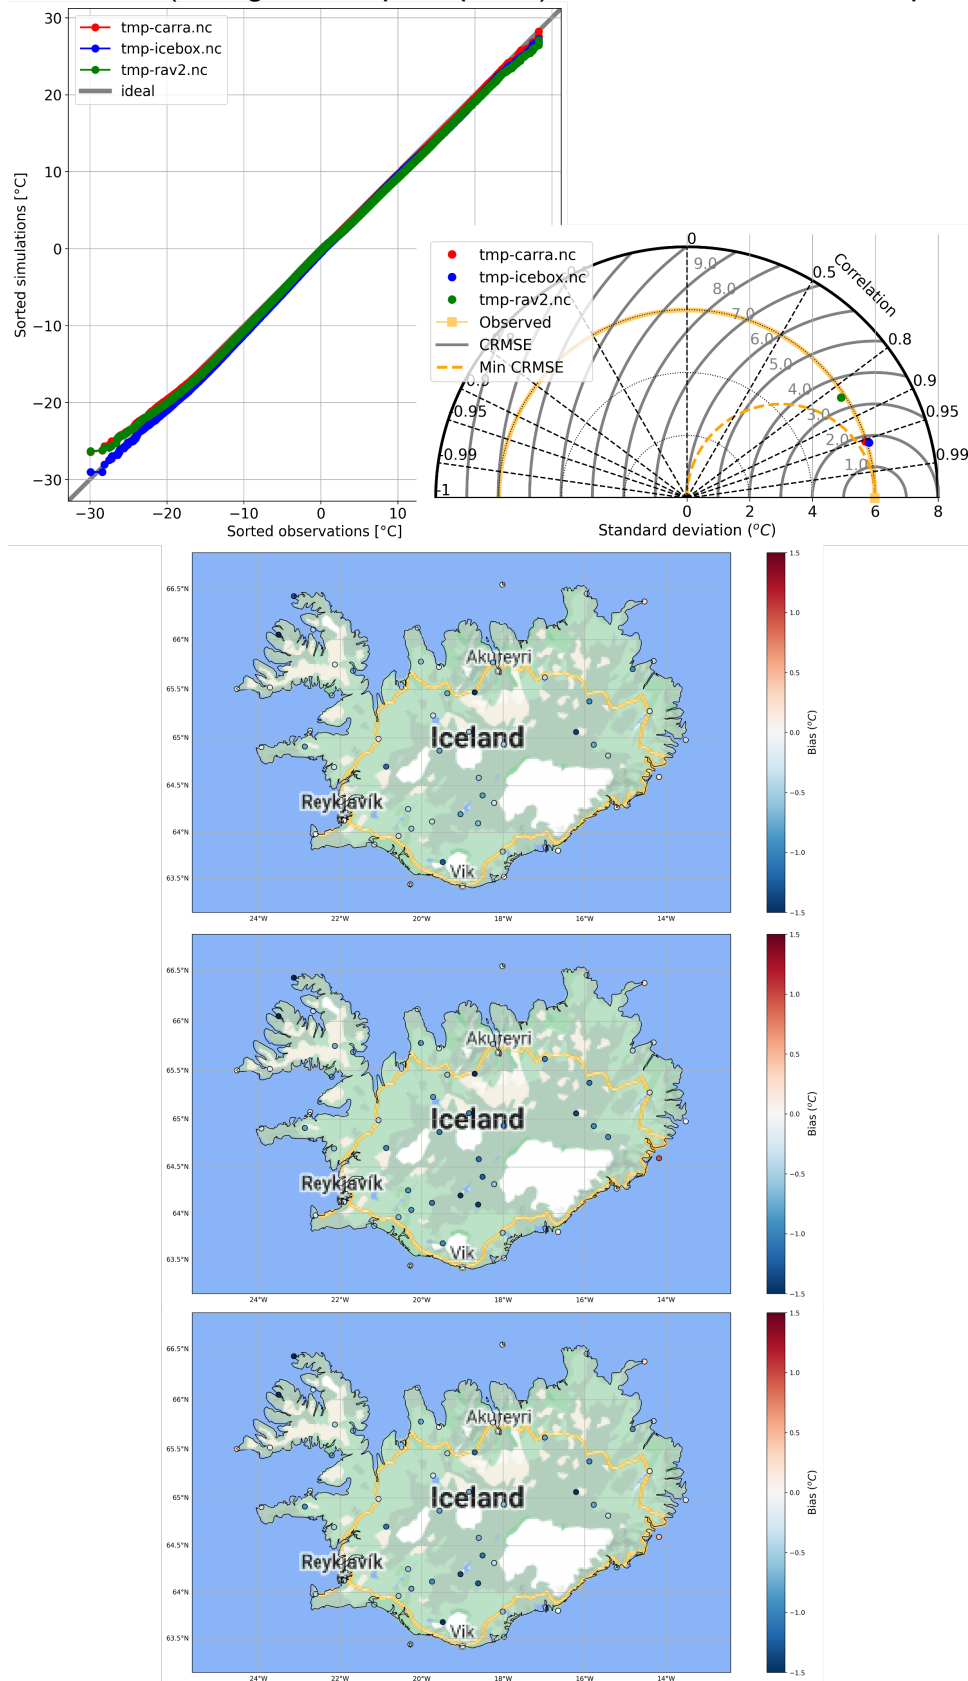 tmp-carra.nc
tmp-icebox.nc
tmp-rav2.nc
ideal
30
20
10
0
−10
−20
−30
Sorted simulations [°C]
−30 −20 −10 0 10
Sorted observations [°C]
tmp-carra.nc
tmp-icebox.nc
tmp-rav2.nc
Observed
CRMSE
Min CRMSE
0
0.5
Correlation
0.8
0.9
0.95
0.99
0.95
0.99
-1
9.0
8.0
7.0
6.0
5.0
4.0
3.0
2.0
1.0
0 2 4 6 8
Standard deviation (°C)
66.5°N
66°N
65.5°N
65°N
64.5°N
64°N
63.5°N
24°W 22°W 20°W 18°W 16°W 14°W
Akureyri
Iceland
Reykjavík
Vik
1.5
1.0
0.5
0.0
−0.5
−1.0
−1.5
Bias (°C)
66.5°N
66°N
65.5°N
65°N
64.5°N
64°N
63.5°N
24°W 22°W 20°W 18°W 16°W 14°W
Akureyri
Iceland
Reykjavík
Vik
1.5
1.0
0.5
0.0
−0.5
−1.0
−1.5
Bias (°C)
66.5°N
66°N
65.5°N
65°N
64.5°N
64°N
63.5°N
24°W 22°W 20°W 18°W 16°W 14°W
Akureyri
Iceland
Reykjavík
Vik
1.5
1.0
0.5
0.0
−0.5
−1.0
−1.5
Bias (°C)